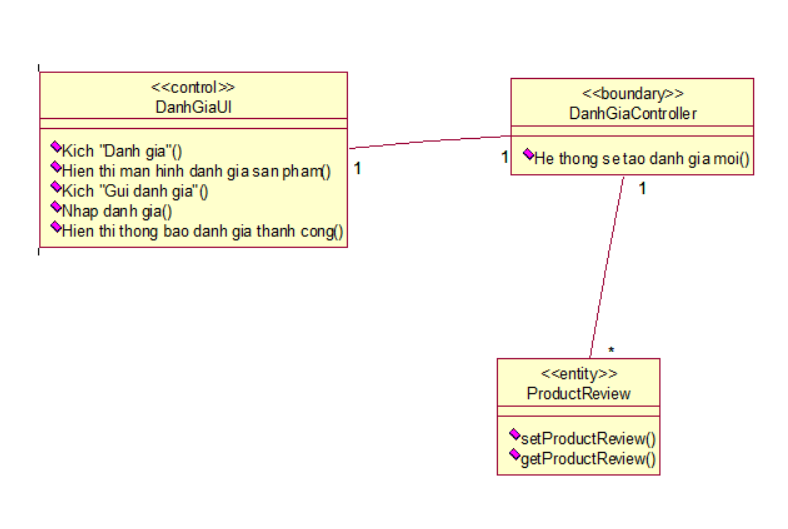 <<control>>
DanhGiaUI
Kich "Danh gia"()
Hien thi man hinh danh gia san pham()
Kich "Gui danh gia"()
Nhap danh gia()
Hien thi thong bao danh gia thanh cong()
1
1
<<boundary>>
DanhGiaController
He thong se tao danh gia moi()
1
*
<<entity>>
ProductReview
setProductReview()
getProductReview()